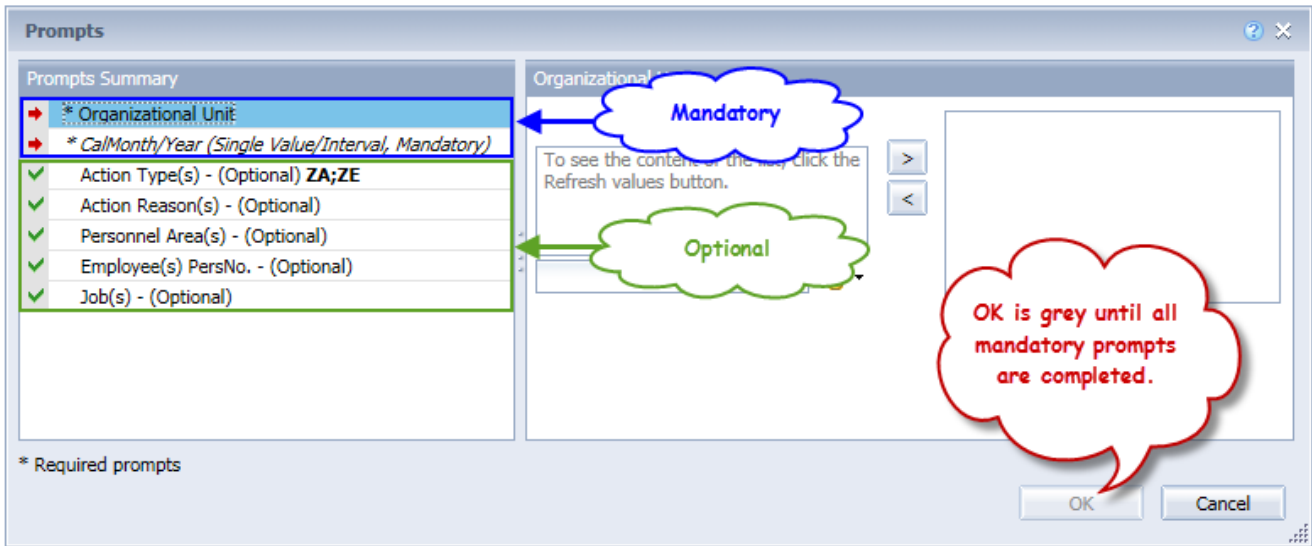 Prompts
Prompts Summary
* Organizational Unit
* CalMonth/Year (Single Value/Interval, Mandatory)
Action Type(s) - (Optional) ZA;ZE
Action Reason(s) - (Optional)
Personnel Area(s) - (Optional)
Employee(s) PersNo. - (Optional)
Job(s) - (Optional)
Organizational
Mandatory
To see the content of the list, click the
Refresh values button.
>
<
Optional
OK is grey until all
mandatory prompts
are completed.
* Required prompts
OK
Cancel